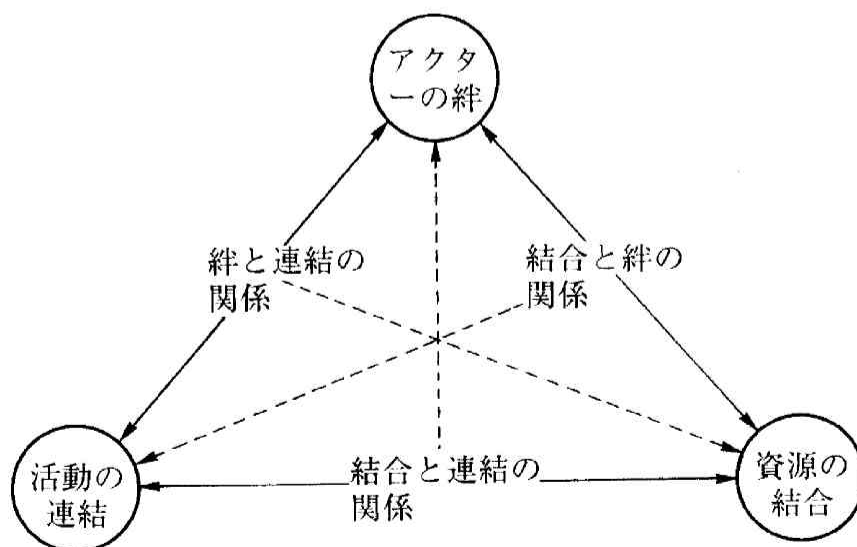 アクタ
ーの絆
絆と連結の
関係
結合と絆の
関係
活動の
連結
結合と連結の
関係
資源の
結合